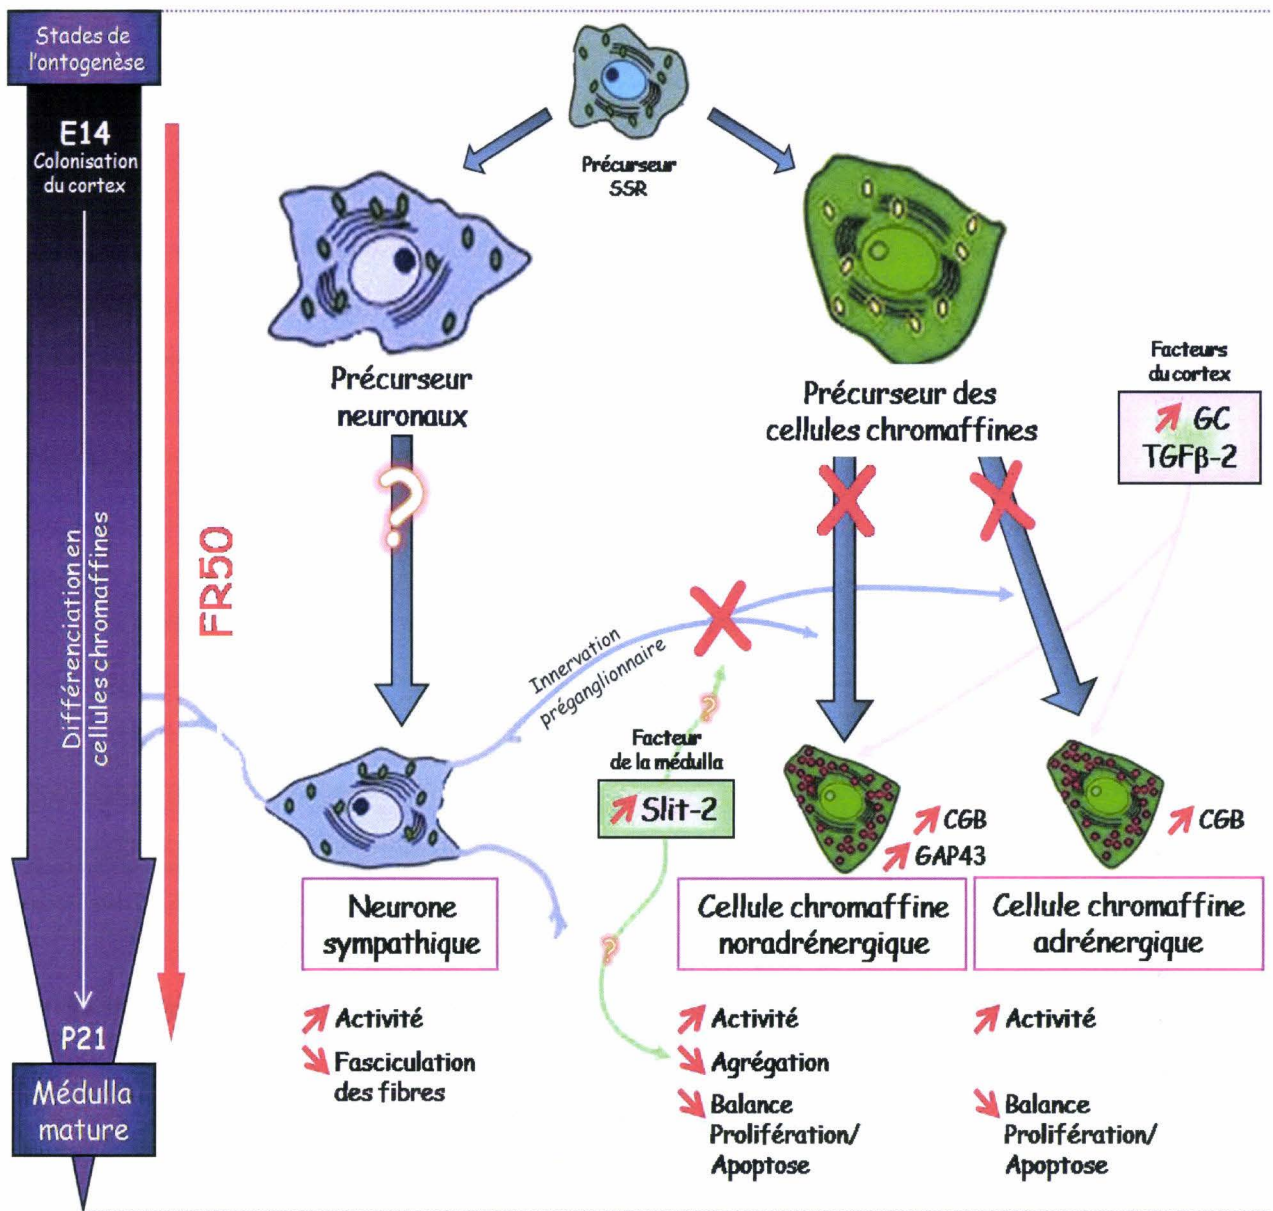 Stades de
l'ontogenèse
E14
Colonisation
du cortex
Différenciation en
cellules chromaffines
P21
Médulla
mature
FR50
Précurseur
SSR
Précurseur
neuronaux
?
Précurseur des
cellules chromaffines
Facteurs
du cortex
GC
TGFβ-2
Innervation
préganglionnaire
?
Facteur
de la médulla
Slit-2
?
CGB
GAP43
CGB
Neurone
sympathique
Cellule chromaffine
noradrénergique
Cellule chromaffine
adrénergique
Activité
Fasciculation
des fibres
Activité
Agrégation
Balance
Prolifération/
Apoptose
Activité
Balance
Prolifération/
Apoptose